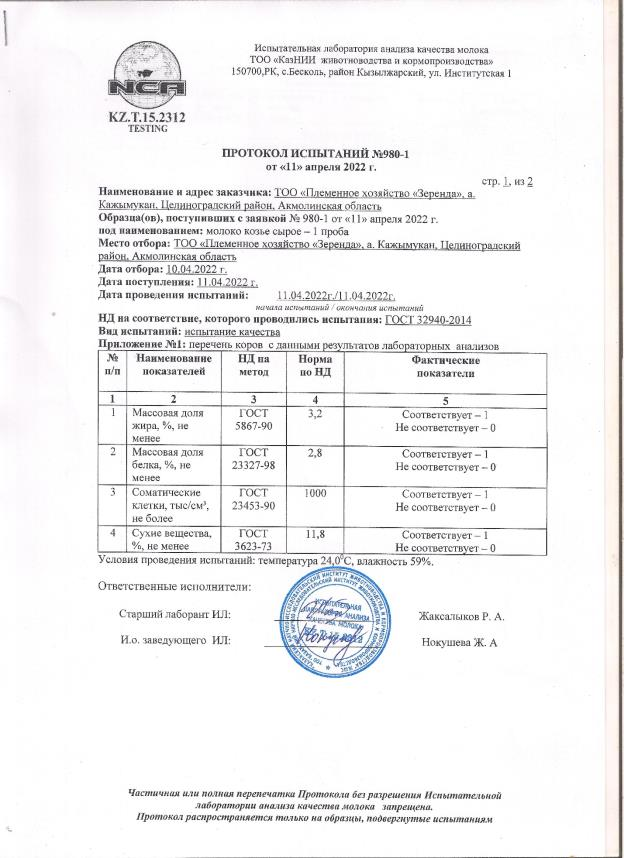 Испытательная лаборатория анализа качества молока
ТОО «КазНИИ животноводства и кормопроизводства»
150700,РК, с.Бесколь, район Кызылжарский, ул. Институтская 1
NCA
KZ.T.15.2312
TESTING
ПРОТОКОЛ ИСПЫТАНИЙ №980-1
от «11» апреля 2022 г.
стр. 1, из 2
Наименование и адрес заказчика: ТОО «Племенное хозяйство «Зеренда», а.
Кажымукан, Целиноградский район, Акмолинская область
Образца(ов), поступивших с заявкой № 980-1 от «11» апреля 2022 г.
под наименованием: молоко козье сырое – 1 проба
Место отбора: ТОО «Племенное хозяйство «Зеренда», а. Кажымукан, Целиноградский
район, Акмолинская область
Дата отбора: 10.04.2022 г.
Дата поступления: 11.04.2022 г.
Дата проведения испытаний: 11.04.2022г./11.04.2022г.
начала испытаний / окончания испытаний
НД на соответствие, которого проводились испытания: ГОСТ 32940-2014
Вид испытаний: испытание качества
Приложение №1: перечень коров с данными результатов лабораторных анализов
№ Наименование НД на Норма Фактические
п/п показателей метод по НД показатели
1 2 3 4 5
1 Массовая доля ГОСТ 3,2 Соответствует – 1
жира, %, не 5867-90 Не соответствует – 0
менее
2 Массовая доля ГОСТ 2,8 Соответствует – 1
белка, %, не 23327-98 Не соответствует – 0
менее
3 Соматические ГОСТ 1000 Соответствует – 1
клетки, тыс/см³, 23453-90 Не соответствует – 0
не более
4 Сухие вещества, ГОСТ 11,8 Соответствует – 1
%, не менее 3623-73 Не соответствует – 0
Условия проведения испытаний: температура 24,0⁰С, влажность 59%.
Ответственные исполнители:
Старший лаборант ИЛ: Жаксалыков Р. А.
И.о. заведующего ИЛ: Нокушева Ж. А
ИСПЫТАТЕЛЬНАЯ
ЛАБОРАТОРИЯ АНАЛИЗА
КАЧЕСТВА МОЛОКА
Частичная или полная перепечатка Протокола без разрешения Испытательной
лаборатории анализа качества молока запрещена.
Протокол распространяется только на образцы, подвергнутые испытаниям